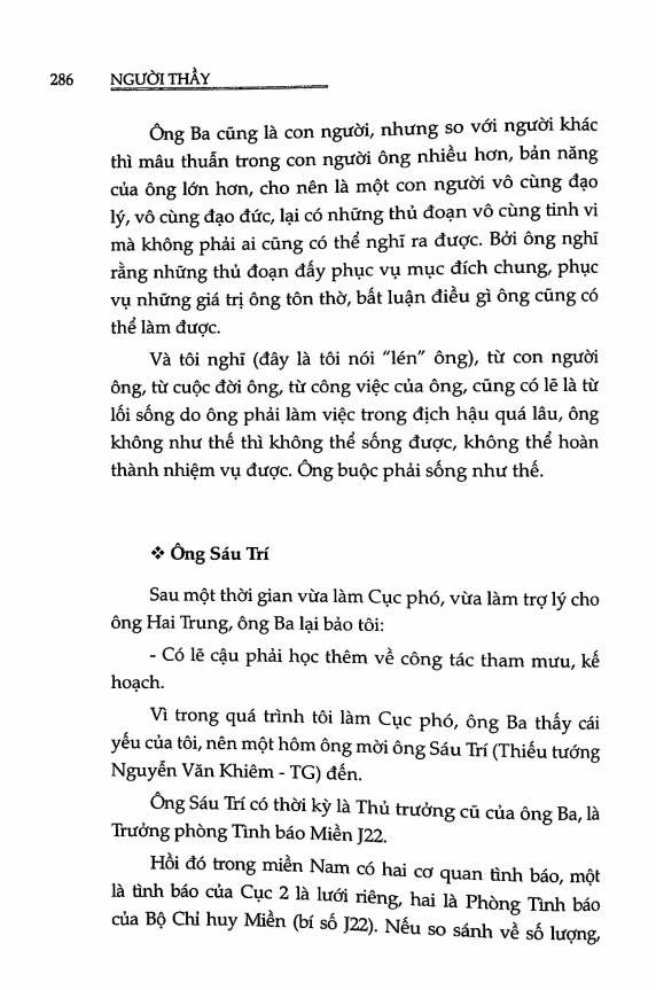 286 NGƯỜI THẦY
Ông Ba cũng là con người, nhưng so với người khác
thì mâu thuẫn trong con người ông nhiều hơn, bản năng
của ông lớn hơn, cho nên là một con người vô cùng đạo
lý, vô cùng đạo đức, lại có những thủ đoạn vô cùng tinh vi
mà không phải ai cũng có thể nghĩ ra được. Bởi ông nghĩ
rằng những thủ đoạn đấy phục vụ mục đích chung, phục
vụ những giá trị ông tôn thờ, bất luận điều gì ông cũng có
thể làm được.
Và tôi nghĩ (đây là tôi nói "lén" ông), từ con người
ông, từ cuộc đời ông, từ công việc của ông, cũng có lẽ là từ
lối sống do ông phải làm việc trong địch hậu quá lâu, ông
không như thế thì không thể sống được, không thể hoàn
thành nhiệm vụ được. Ông buộc phải sống như thế.
❖ Ông Sáu Trí
Sau một thời gian vừa làm Cục phó, vừa làm trợ lý cho
ông Hai Trung, ông Ba lại bảo tôi:
- Có lẽ cậu phải học thêm về công tác tham mưu, kế
hoạch.
Vì trong quá trình tôi làm Cục phó, ông Ba thấy cái
yếu của tôi, nên một hôm ông mời ông Sáu Trí (Thiếu tướng
Nguyễn Văn Khiêm - TG) đến.
Ông Sáu Trí có thời kỳ là Thủ trưởng cũ của ông Ba, là
Trưởng phòng Tình báo Miền J22.
Hồi đó trong miền Nam có hai cơ quan tình báo, một
là tình báo của Cục 2 là lưới riêng, hai là Phòng Tình báo
của Bộ Chỉ huy Miền (bí số J22). Nếu so sánh về số lượng,